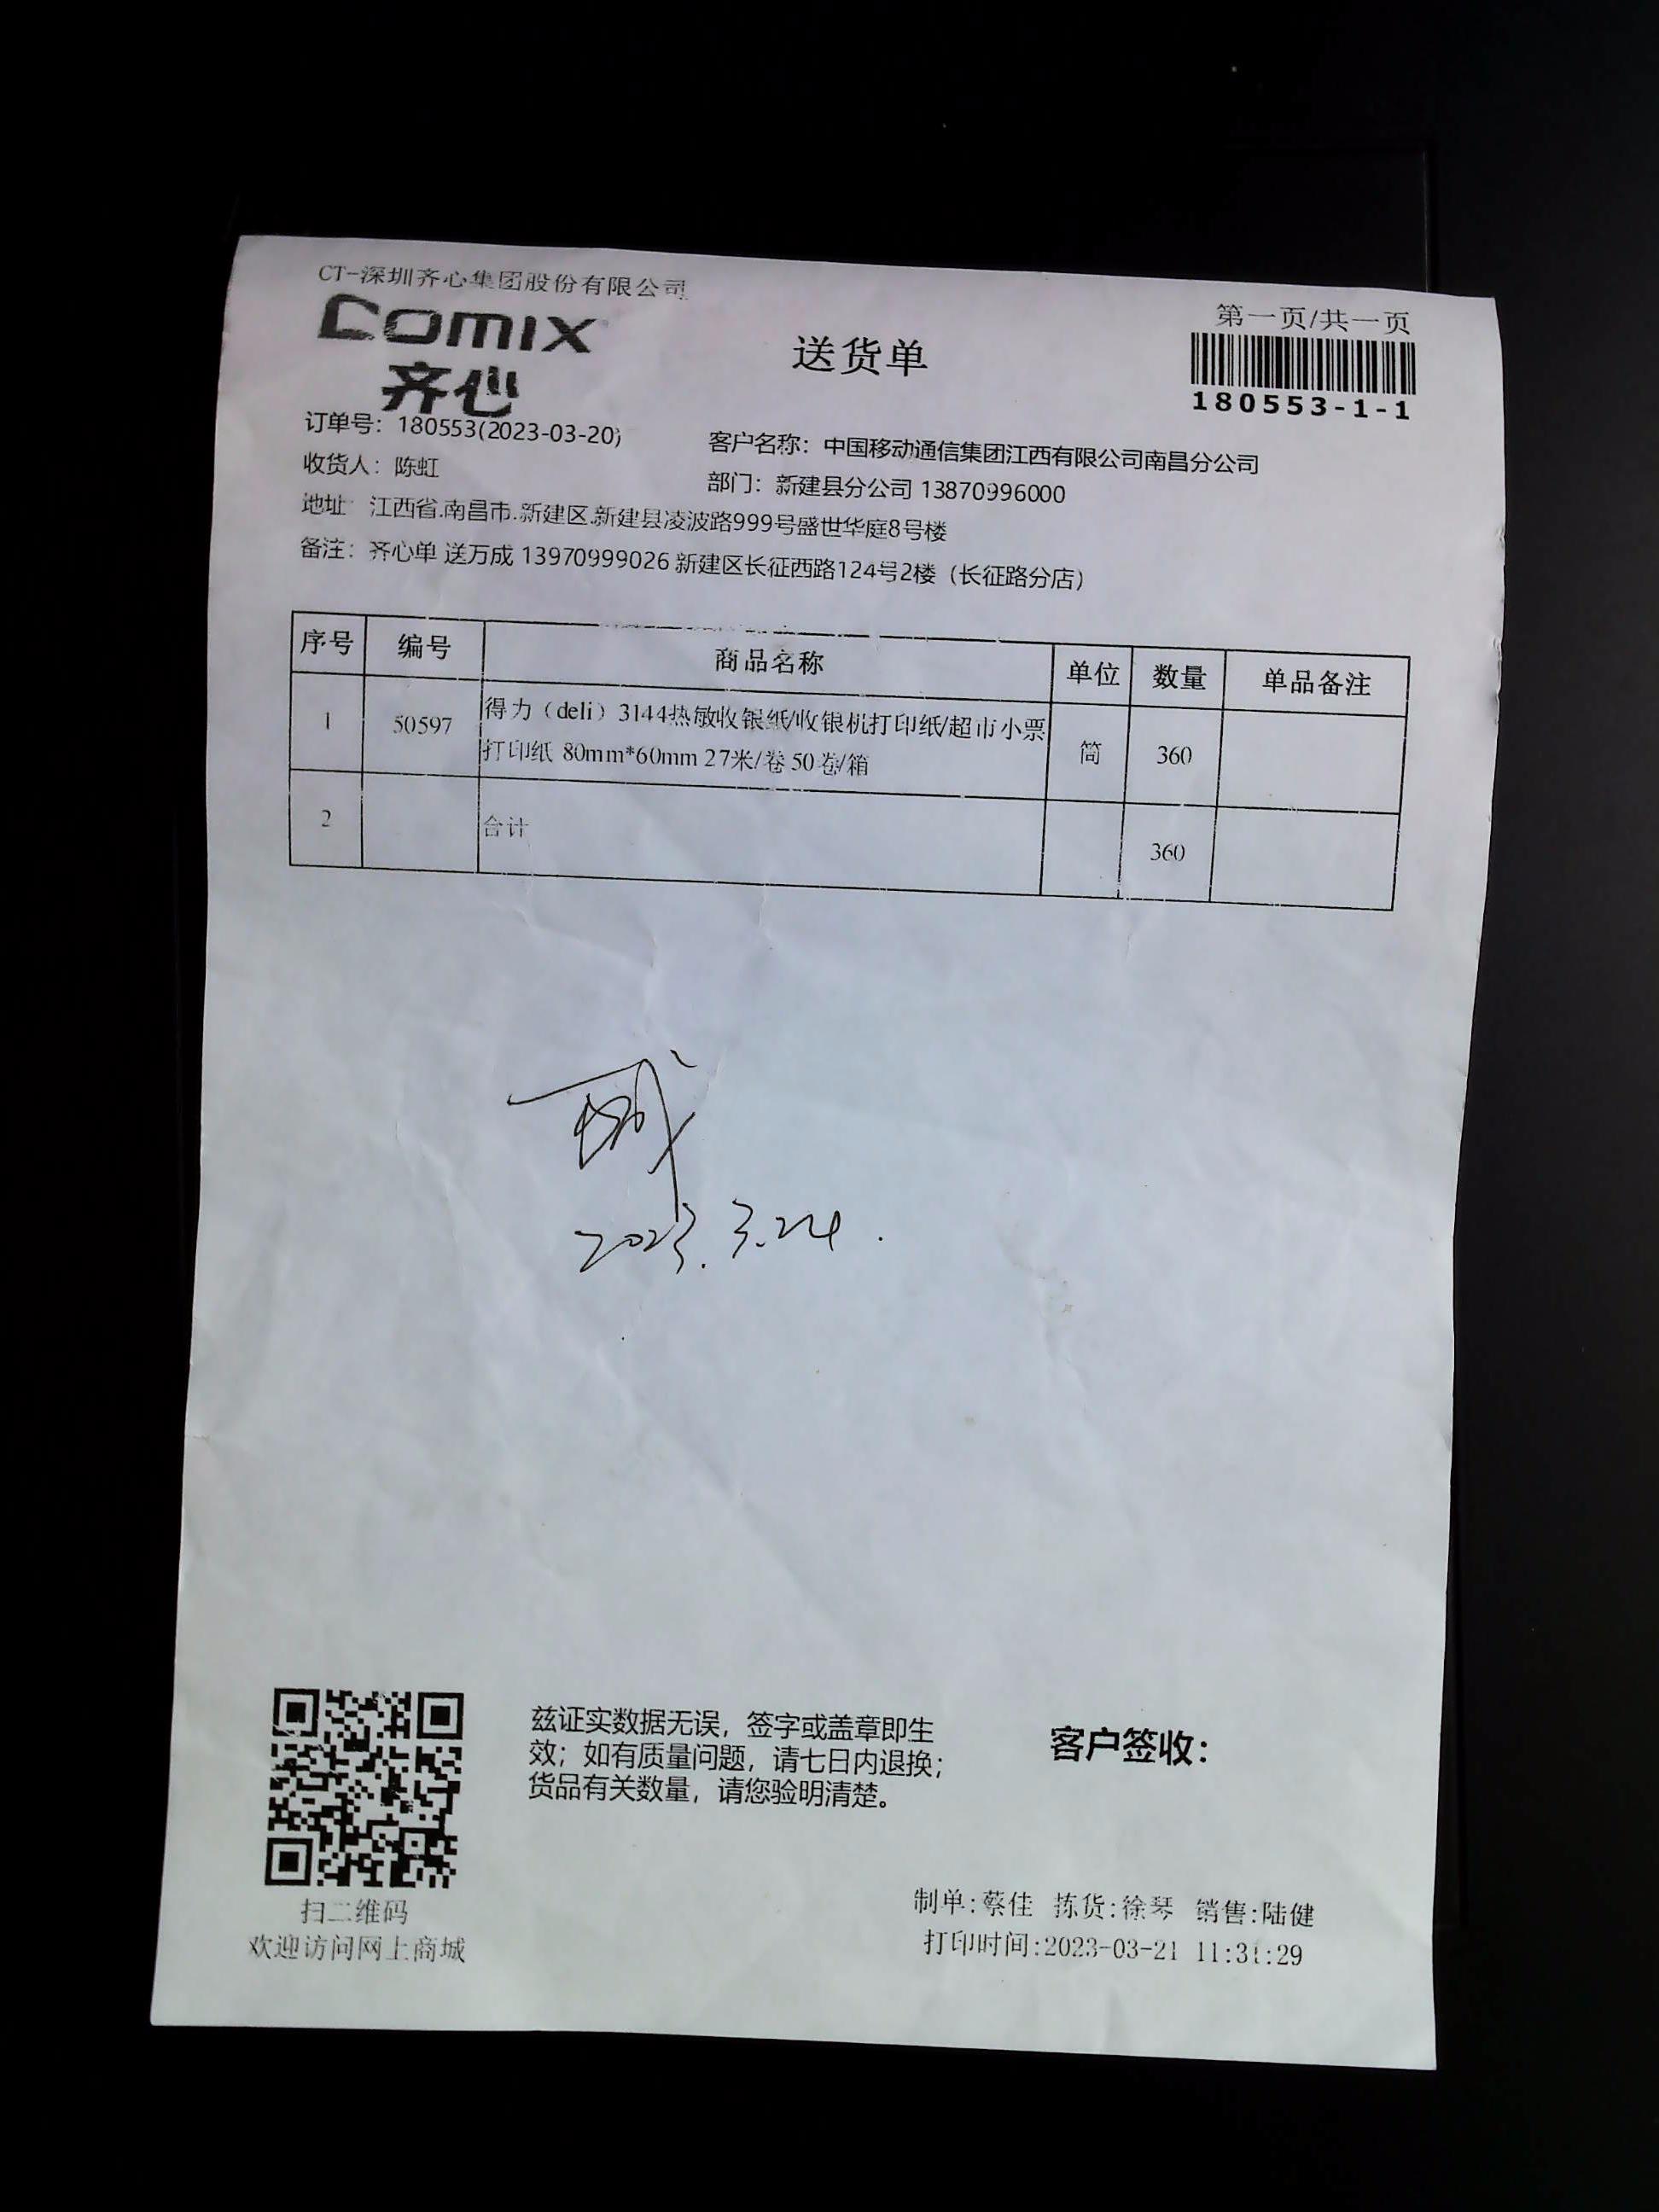 CT-深圳齐心集团股份有限公司
comix
齐心
送货单
第一页/共一页
180553-1-1
订单号：180553(2023-03-20)
客户名称：中国移动通信集团江西有限公司南昌分公司
收货人：陈虹
部门：新建县分公司 13870996000
地址：江西省.南昌市.新建区.新建县凌波路999号盛世华庭8号楼
备注：齐心单 送万成 13970999026 新建区长征西路124号2楼（长征路分店）
序号 编号 商品名称 单位 数量 单品备注
1 50597 得力（deli）3144热敏收银纸/收银机打印纸/超市小票
打印纸 80mm*60mm 27米/卷 50卷/箱 筒 360
2 合计 360
2023.3.24.
兹证实数据无误，签字或盖章即生
效；如有质量问题，请七日内退换；
货品有关数量，请您验明清楚。
客户签收：
扫二维码
欢迎访问网上商城
制单:蔡佳 拣货:徐琴 销售:陆健
打印时间:2023-03-21 11:31:29